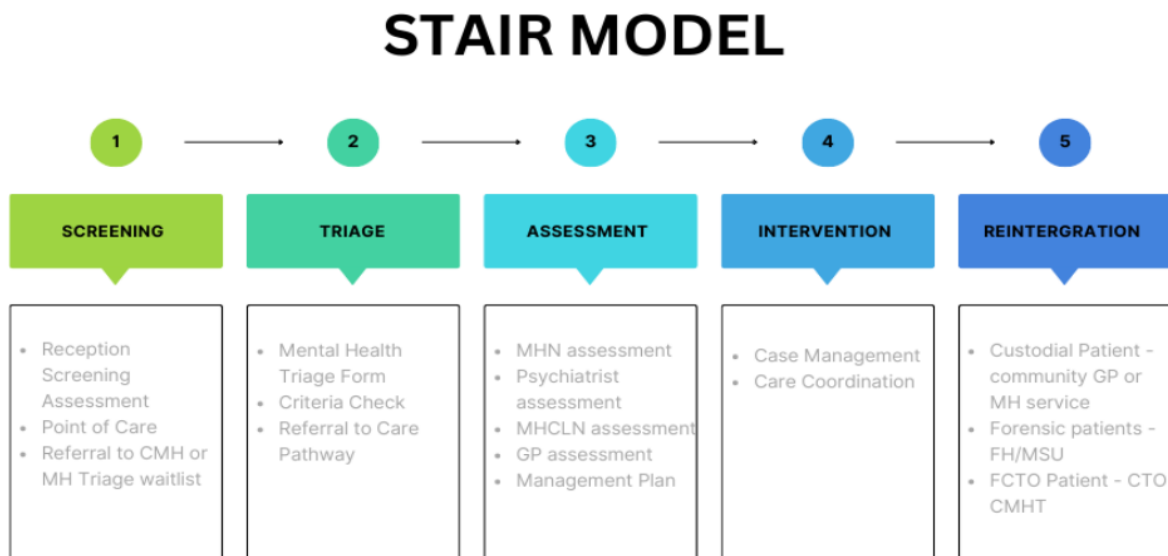 STAIR MODEL
1
2
3
4
5
SCREENING
TRIAGE
ASSESSMENT
INTERVENTION
REINTERGRATION
• Reception
Screening
Assessment
• Point of Care
• Referral to CMH or
MH Triage waitlist
• Mental Health
Triage Form
• Criteria Check
• Referral to Care
Pathway
• MHN assessment
• Psychiatrist
assessment
• MHCLN assessment
• GP assessment
• Management Plan
• Case Management
• Care Coordination
• Custodial Patient -
community GP or
MH service
• Forensic patients -
FH/MSU
• FCTO Patient - CTO
CMHT